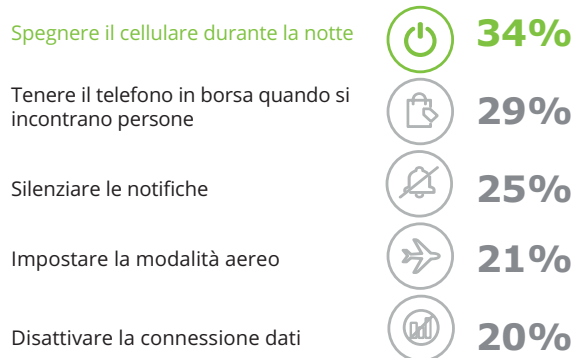 Spegnere il cellulare durante la notte 34%
Tenere il telefono in borsa quando si
incontrano persone 29%
Silenziare le notifiche 25%
Impostare la modalità aereo 21%
Disattivare la connessione dati 20%